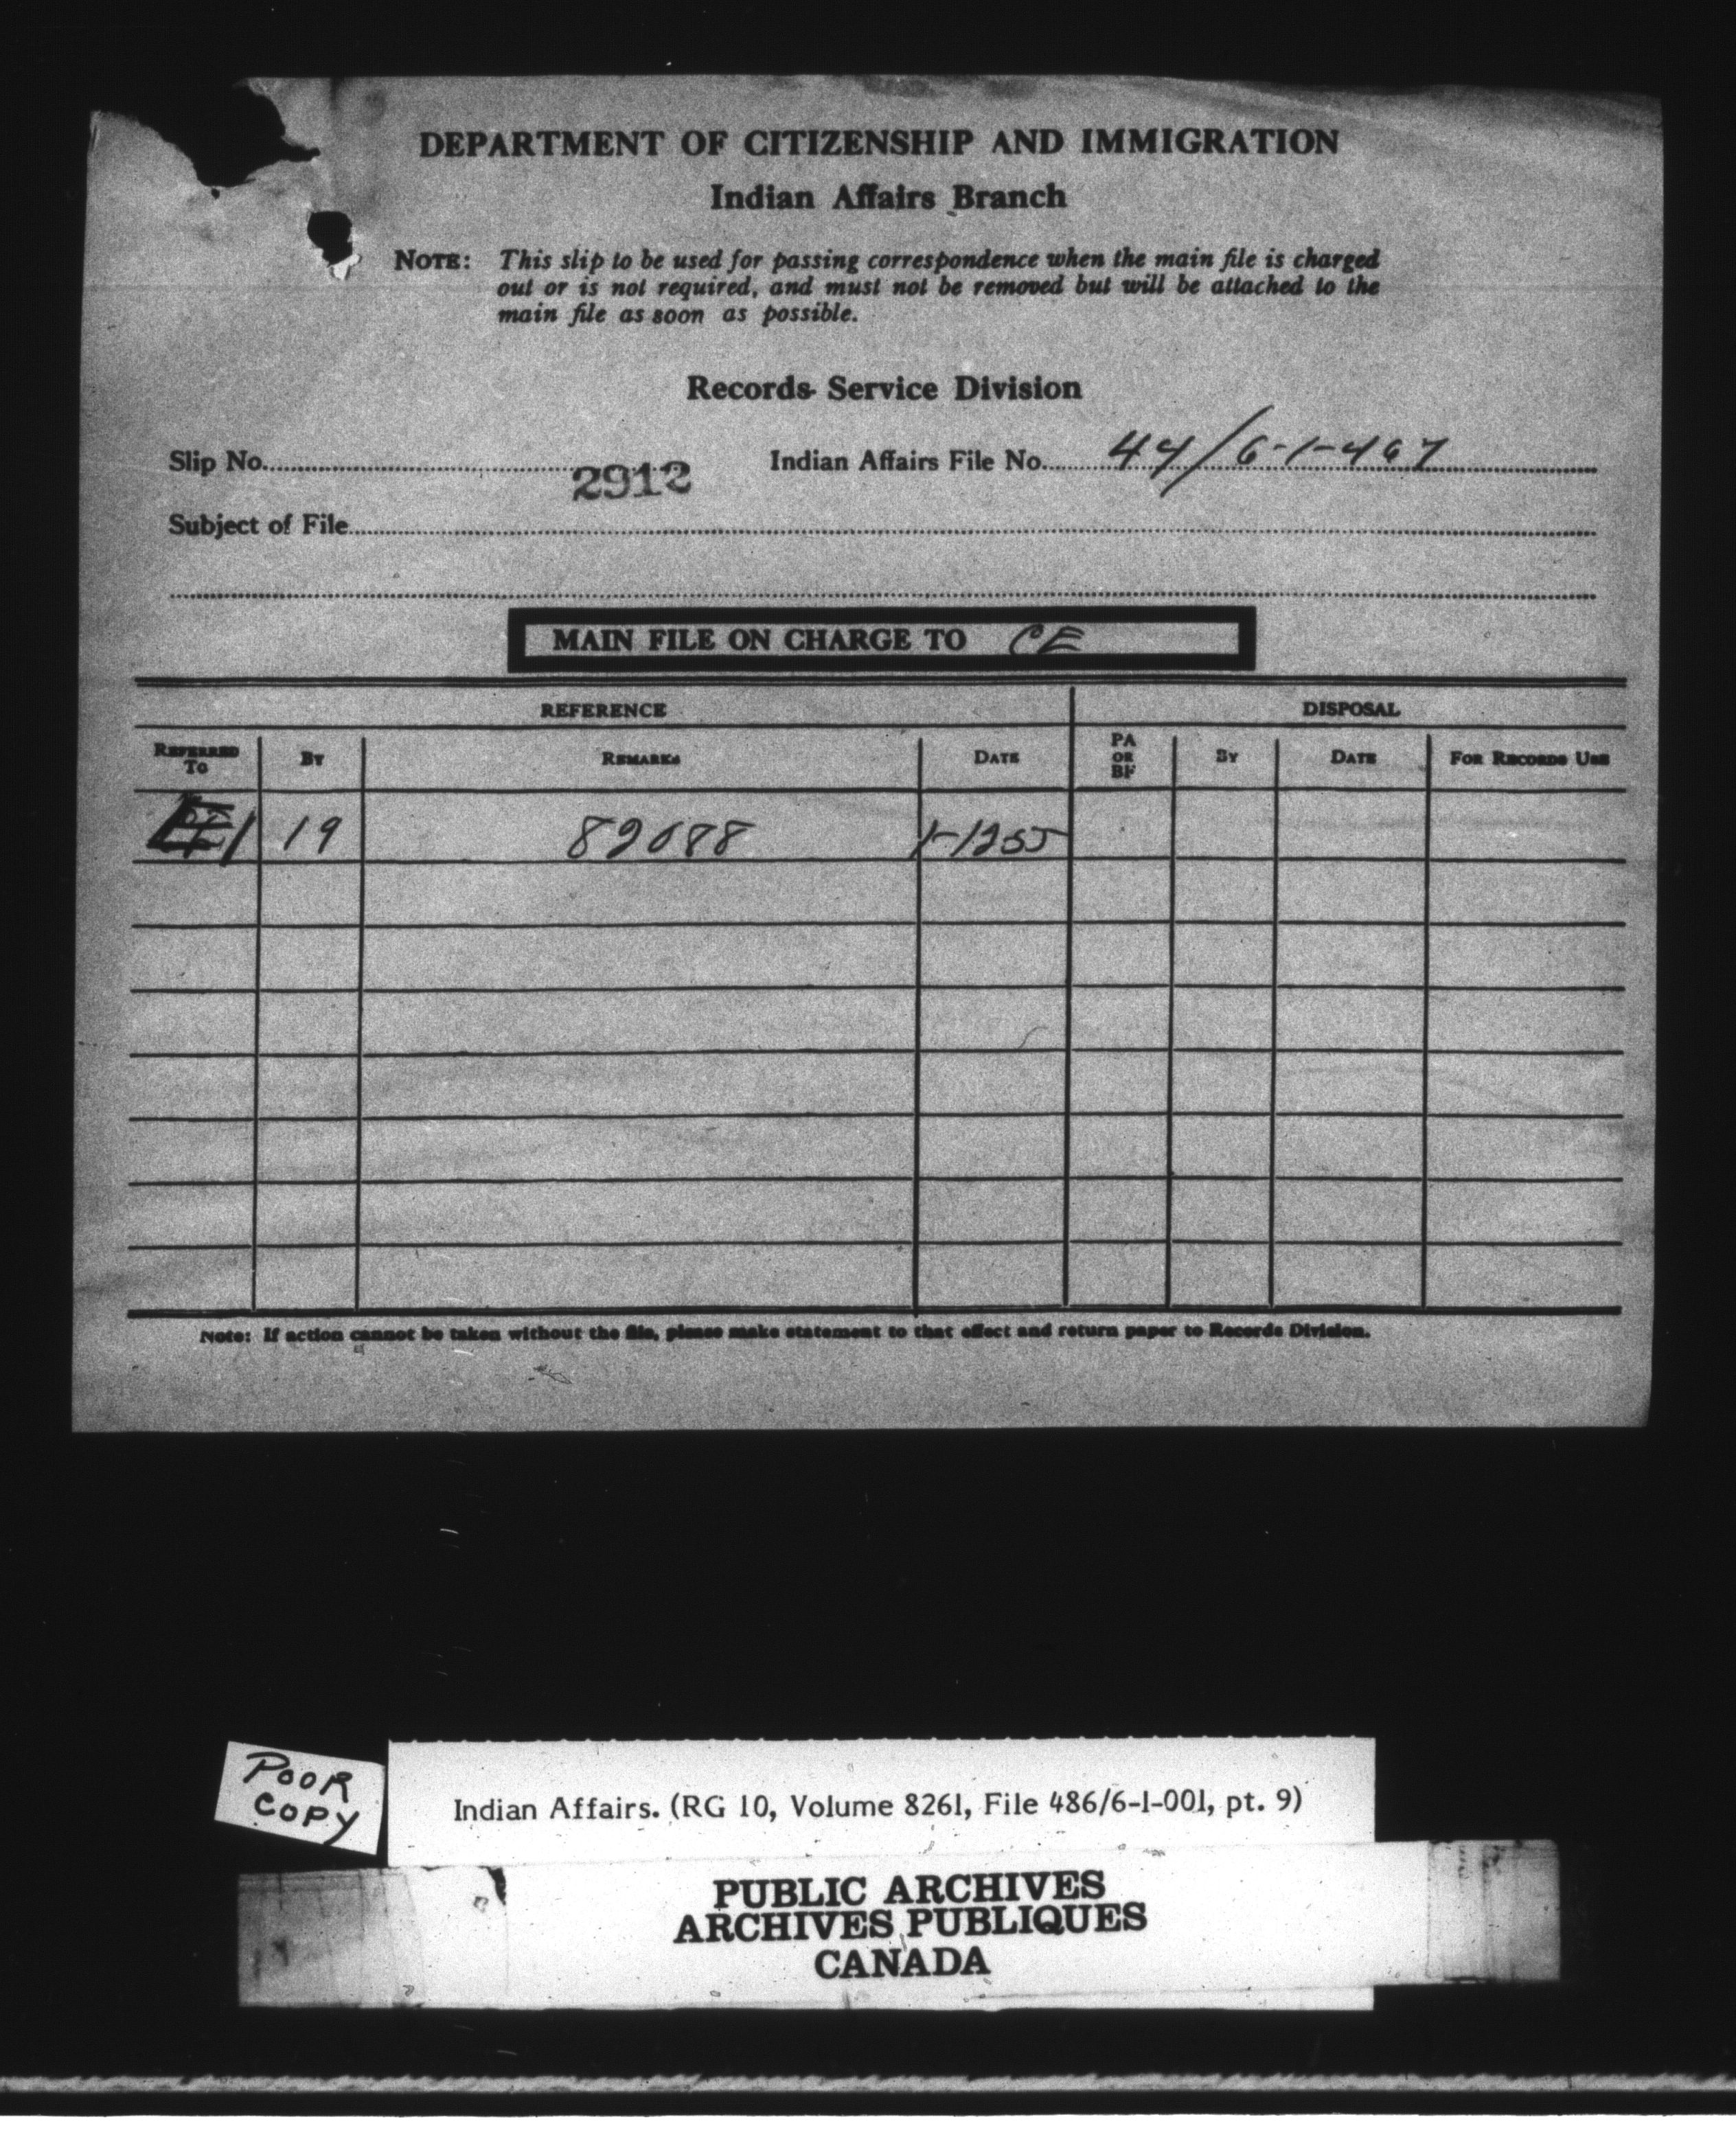 DEPARTMENT OF CITIZENSHIP AND IMMIGRATION
Indian Affairs Branch
NOTE: This slip to be used for passing correspondence when the main file is charged
out or is not required, and must not be removed but will be attached to the
main file as soon as possible.
Records Service Division
Slip No. 2912 Indian Affairs File No. 44/6-1-467
Subject of File
MAIN FILE ON CHARGE TO CE
REFERENCE DISPOSAL
REFERRED TO BY REMARKS DATE PA OR BF BY DATE FOR RECORDS USE
19 82088 1-1255
Note: If action cannot be taken without the file, please make statement to that effect and return paper to Records Division.
POOR
COPY
Indian Affairs. (RG 10, Volume 8261, File 486/6-1-001, pt. 9)
PUBLIC ARCHIVES
ARCHIVES PUBLIQUES
CANADA